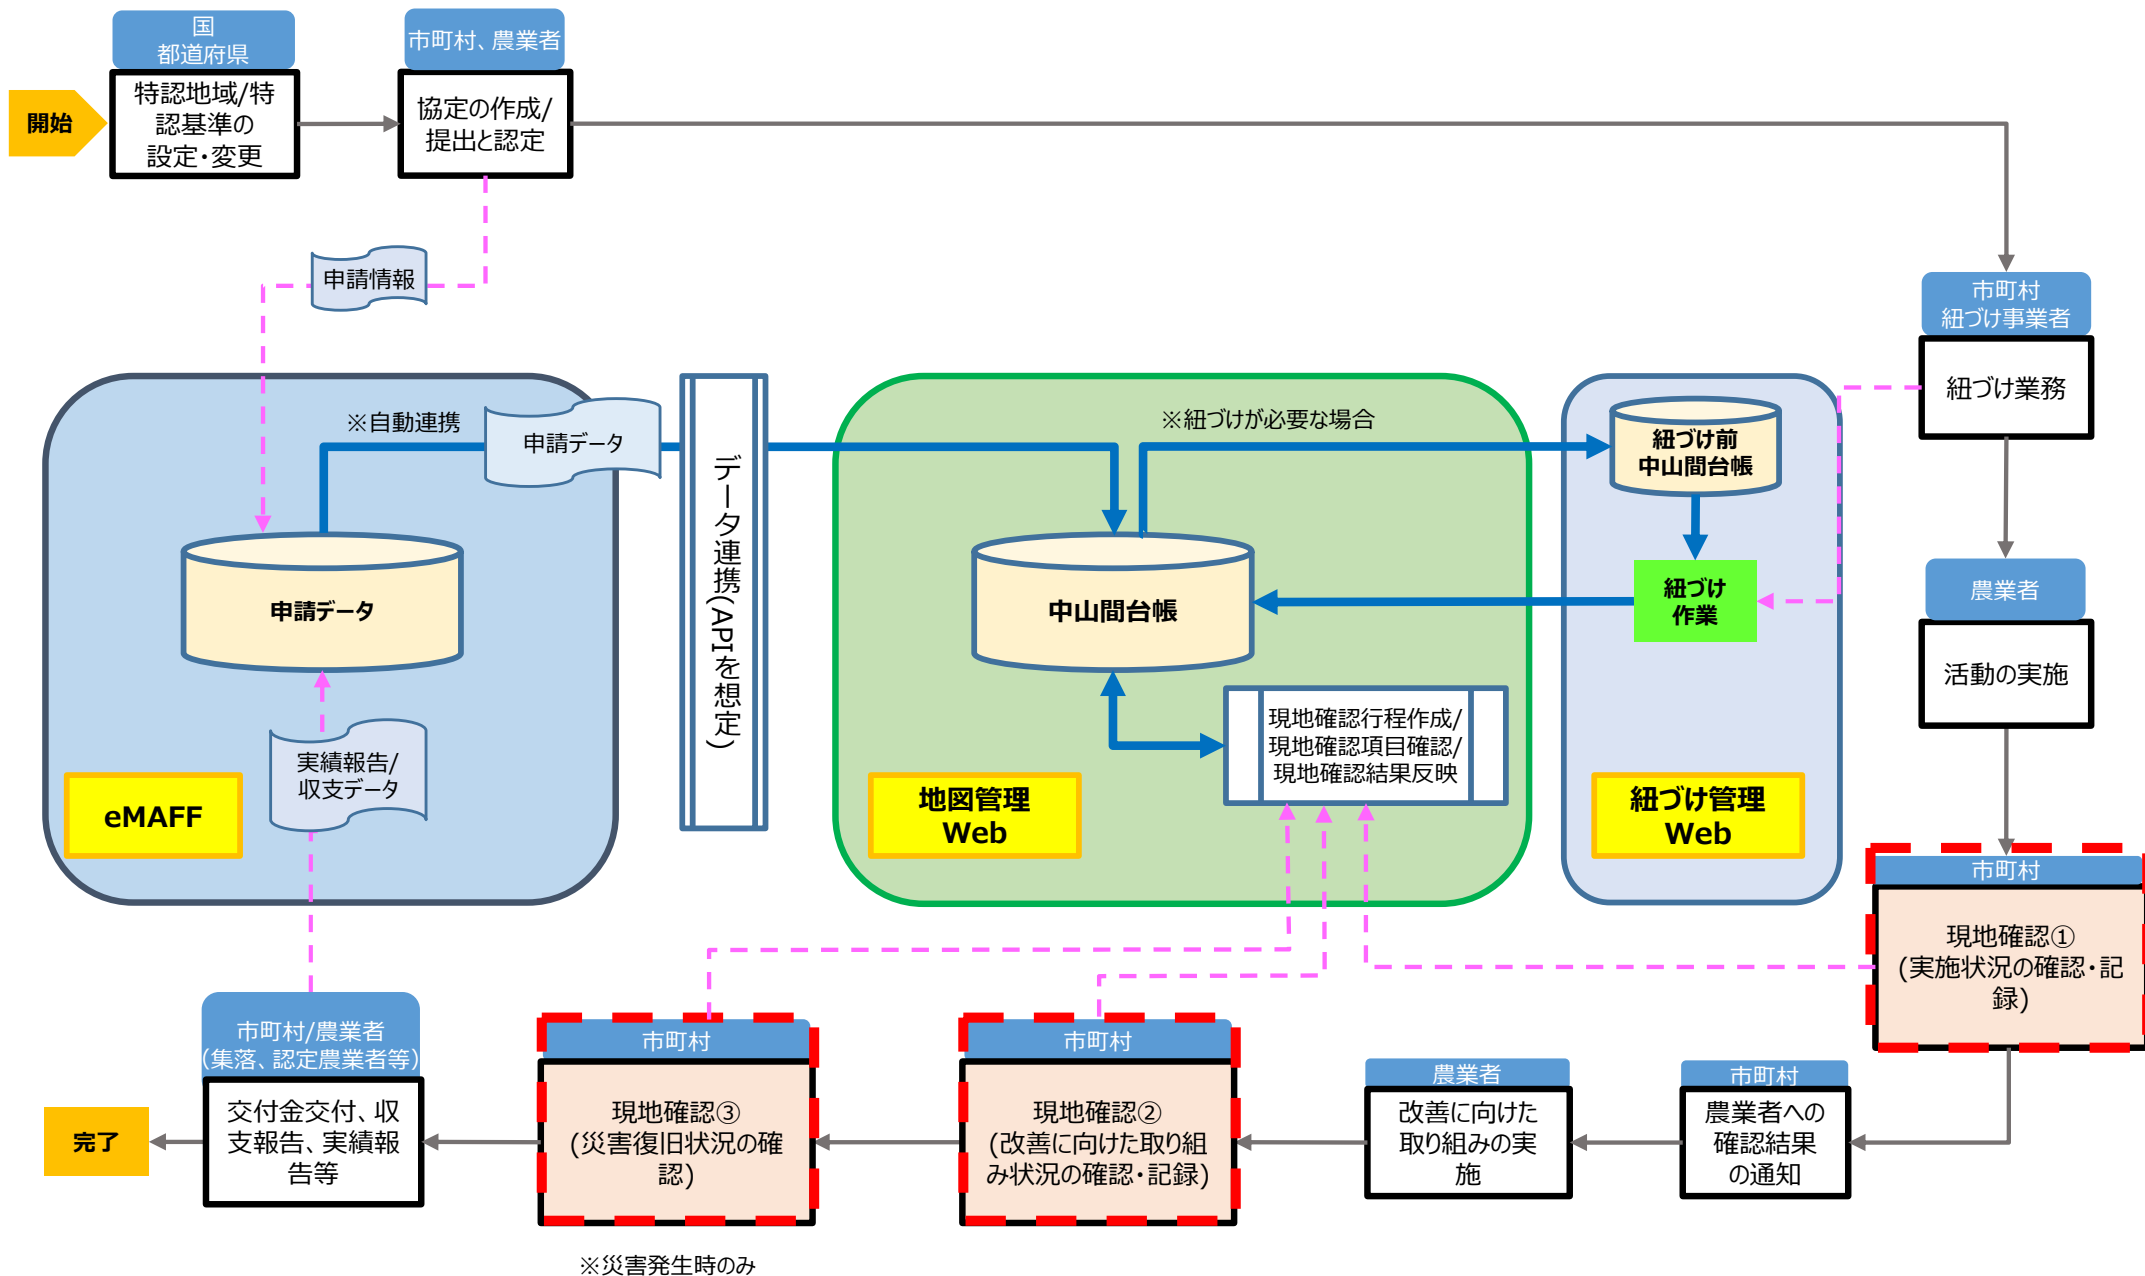 国
都道府県
市町村、農業者
開始
特認地域/特
認基準の
設定・変更
協定の作成/
提出と認定
申請情報
市町村
紐づけ事業者
紐づけ業務
※自動連携
申請データ
データ連携(APIを想定)
※紐づけが必要な場合
紐づけ前
中山間台帳
申請データ
中山間台帳
紐づけ
作業
農業者
活動の実施
実績報告/
収支データ
現地確認行程作成/
現地確認項目確認/
現地確認結果反映
eMAFF
地図管理
Web
紐づけ管理
Web
市町村
現地確認①
(実施状況の確認・記
録)
市町村/農業者
(集落、認定農業者等)
交付金交付、収
支報告、実績報
告等
完了
市町村
現地確認③
(災害復旧状況の確
認)
※災害発生時のみ
市町村
現地確認②
(改善に向けた取り組
み状況の確認・記録)
農業者
改善に向けた
取り組みの実
施
市町村
農業者への
確認結果
の通知